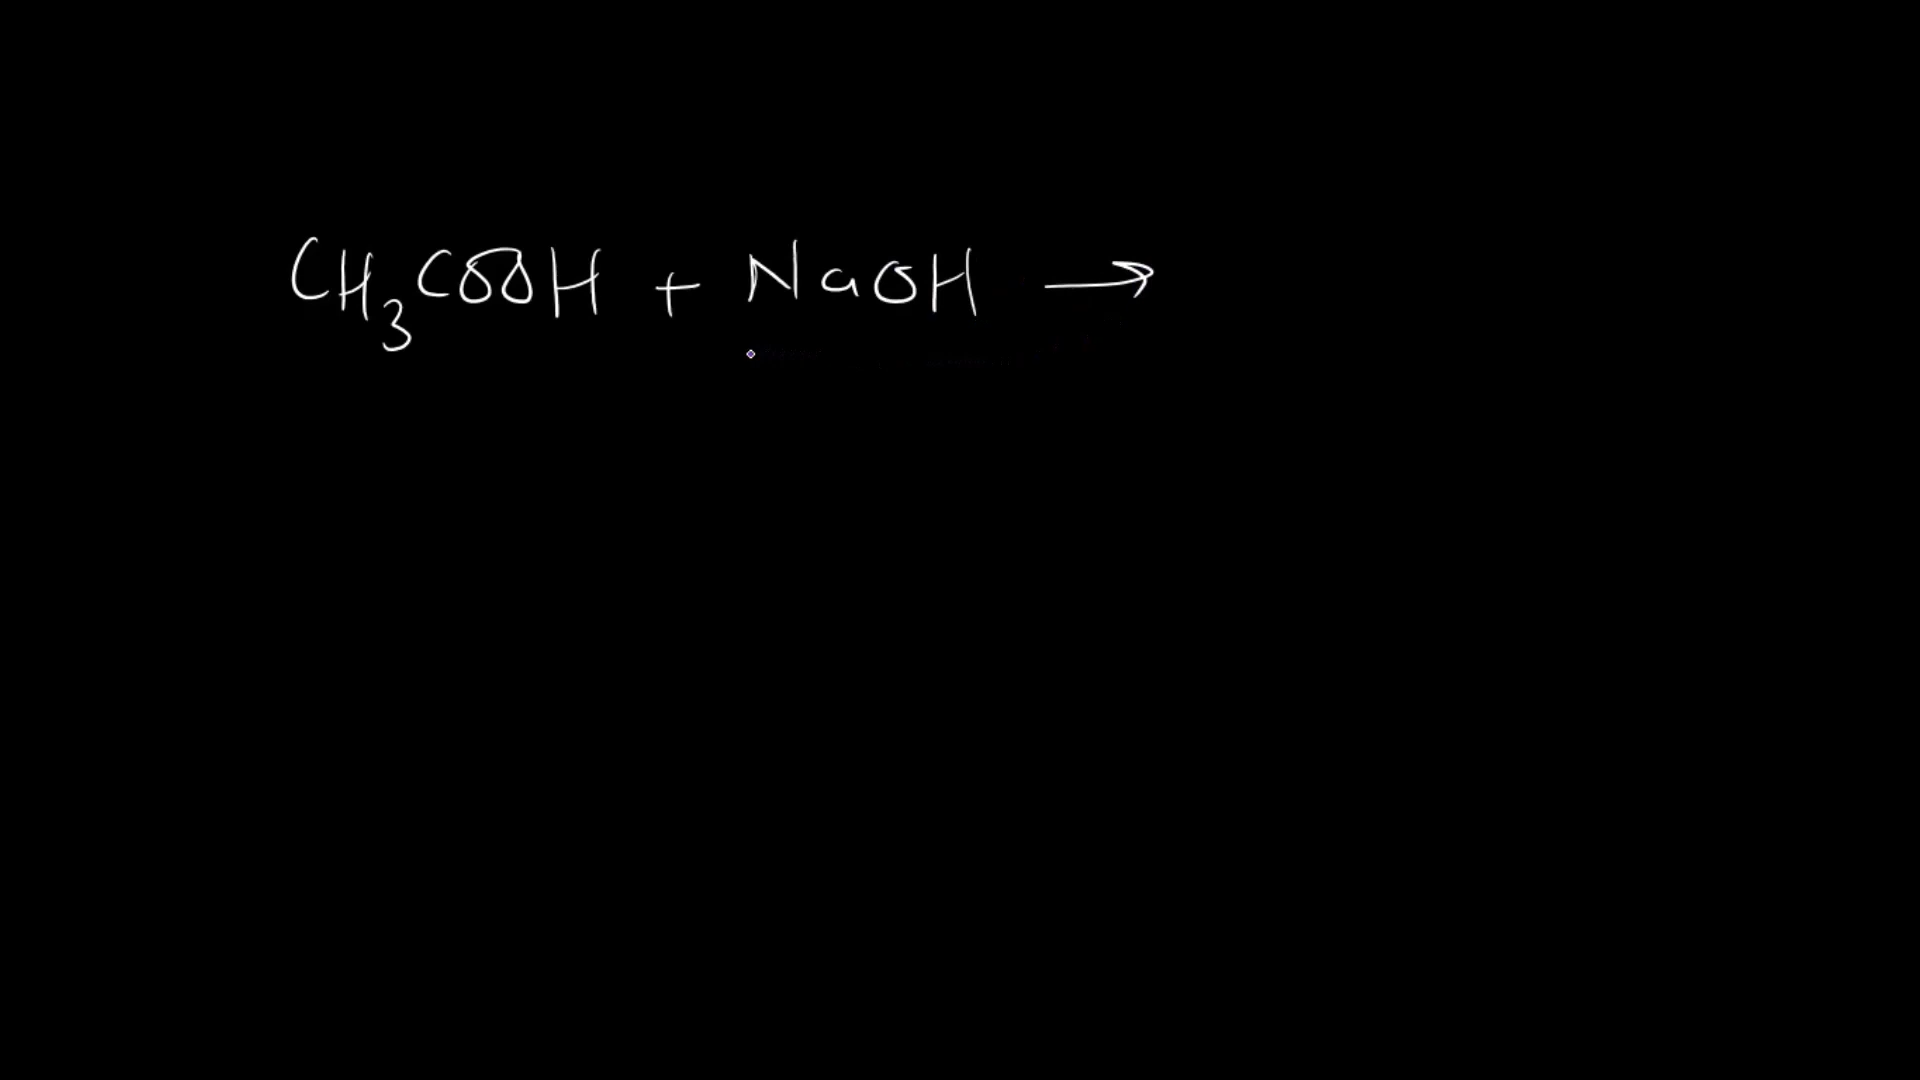 CH₃COOH + NaOH →